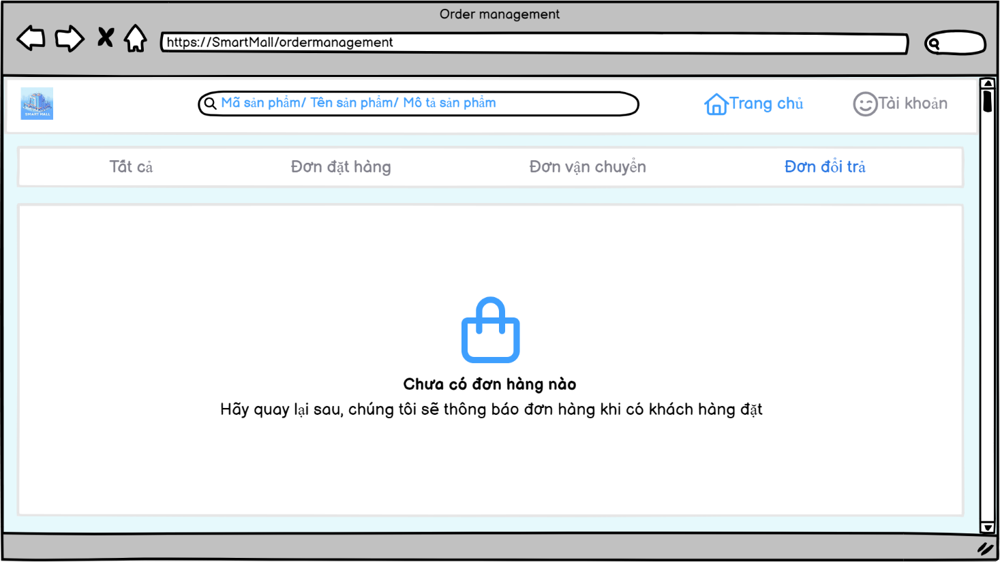 Order management
https://SmartMall/ordermanagement
SMART MALL
Mã sản phẩm/ Tên sản phẩm/ Mô tả sản phẩm
Trang chủ
Tài khoản
Tất cả
Đơn đặt hàng
Đơn vận chuyển
Đơn đổi trả
Chưa có đơn hàng nào
Hãy quay lại sau, chúng tôi sẽ thông báo đơn hàng khi có khách hàng đặt